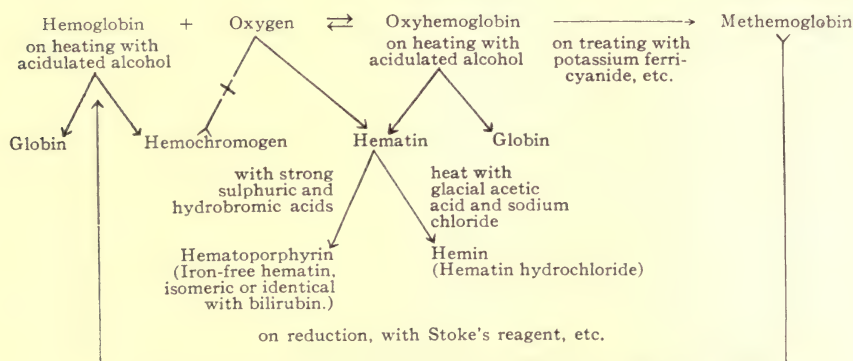 Hemoglobin + Oxygen ⇄ Oxyhemoglobin Methemoglobin
on heating with
acidulated alcohol
on heating with
acidulated alcohol
on treating with
potassium ferri-
cyanide, etc.
Globin Hemochromogen Hematin Globin
with strong
sulphuric and
hydrobromic acids
heat with
glacial acetic
acid and sodium
chloride
Hematoporphyrin
(Iron-free hematin,
isomeric or identical
with bilirubin.)
Hemin
(Hematin hydrochloride)
on reduction, with Stoke's reagent, etc.